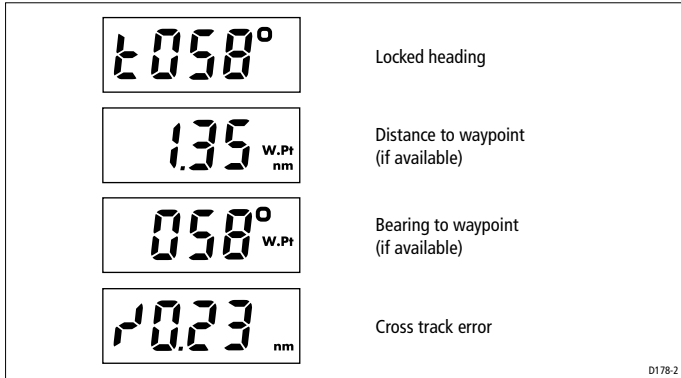 t058°
Locked heading
1.35 W.Pt nm
Distance to waypoint
(if available)
058° W.Pt
Bearing to waypoint
(if available)
r0.23 nm
Cross track error
D178-2